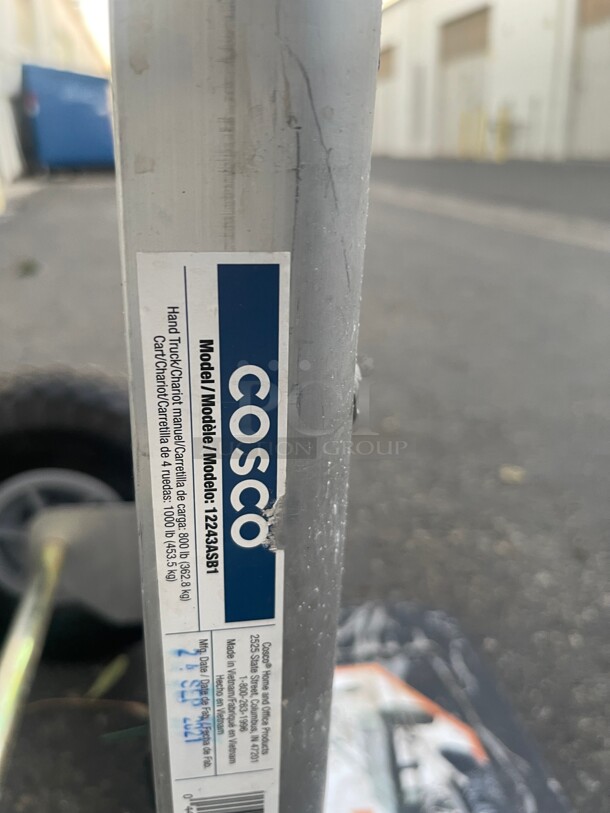 COSCO
Model/Modèle/Modelo: 12243ASB1
Hand Truck/Chariot manuel/Carretilla de carga: 800 lb (362.8 kg)
Cart/Chariot/Carretilla de 4 ruedas: 1000 lb (453.5 kg)
Cosco® Home and Office Products
2525 State Street, Columbus, IN 47201
1-800-263-1996
Made in Vietnam/Fabriqué en Vietnam
Hecho en Vietnam
Mfg. Date / Date de Fab. / Fecha de Fab.
SEP 2021
GROUP